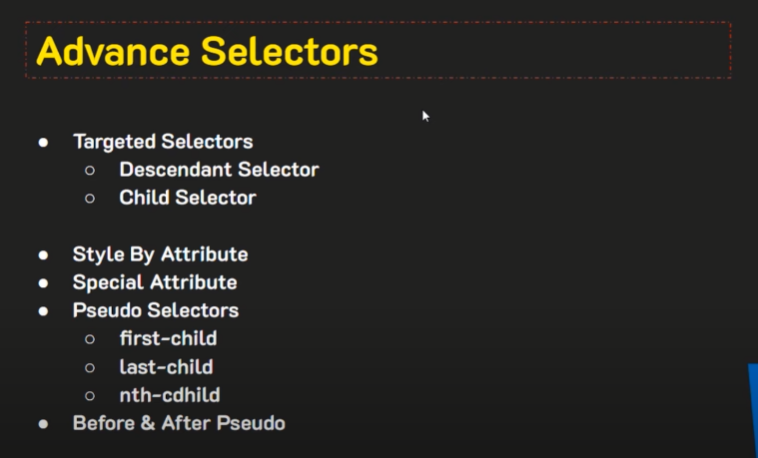 Advance Selectors
Targeted Selectors
Descendant Selector
Child Selector
Style By Attribute
Special Attribute
Pseudo Selectors
first-child
last-child
nth-cdhild
Before & After Pseudo